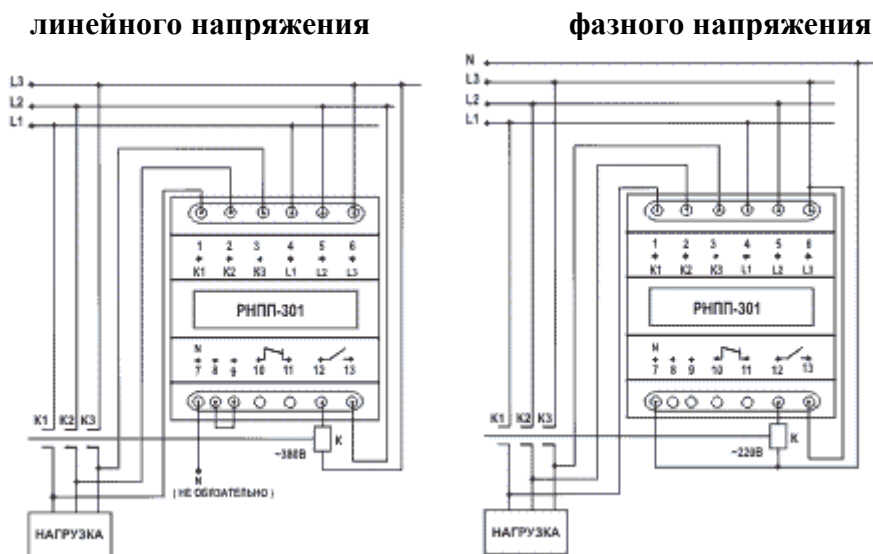 линейного напряжения
L3
L2
L1
1 2 3 4 5 6
K1 K2 K3 L1 L2 L3
РНПП-301
N
7 8 9 10 11 12 13
K1 K2 K3
K
~380В
N
( НЕ ОБЯЗАТЕЛЬНО )
НАГРУЗКА
фазного напряжения
N
L3
L2
L1
1 2 3 4 5 6
K1 K2 K3 L1 L2 L3
РНПП-301
N
7 8 9 10 11 12 13
K1 K2 K3
K
~220В
НАГРУЗКА